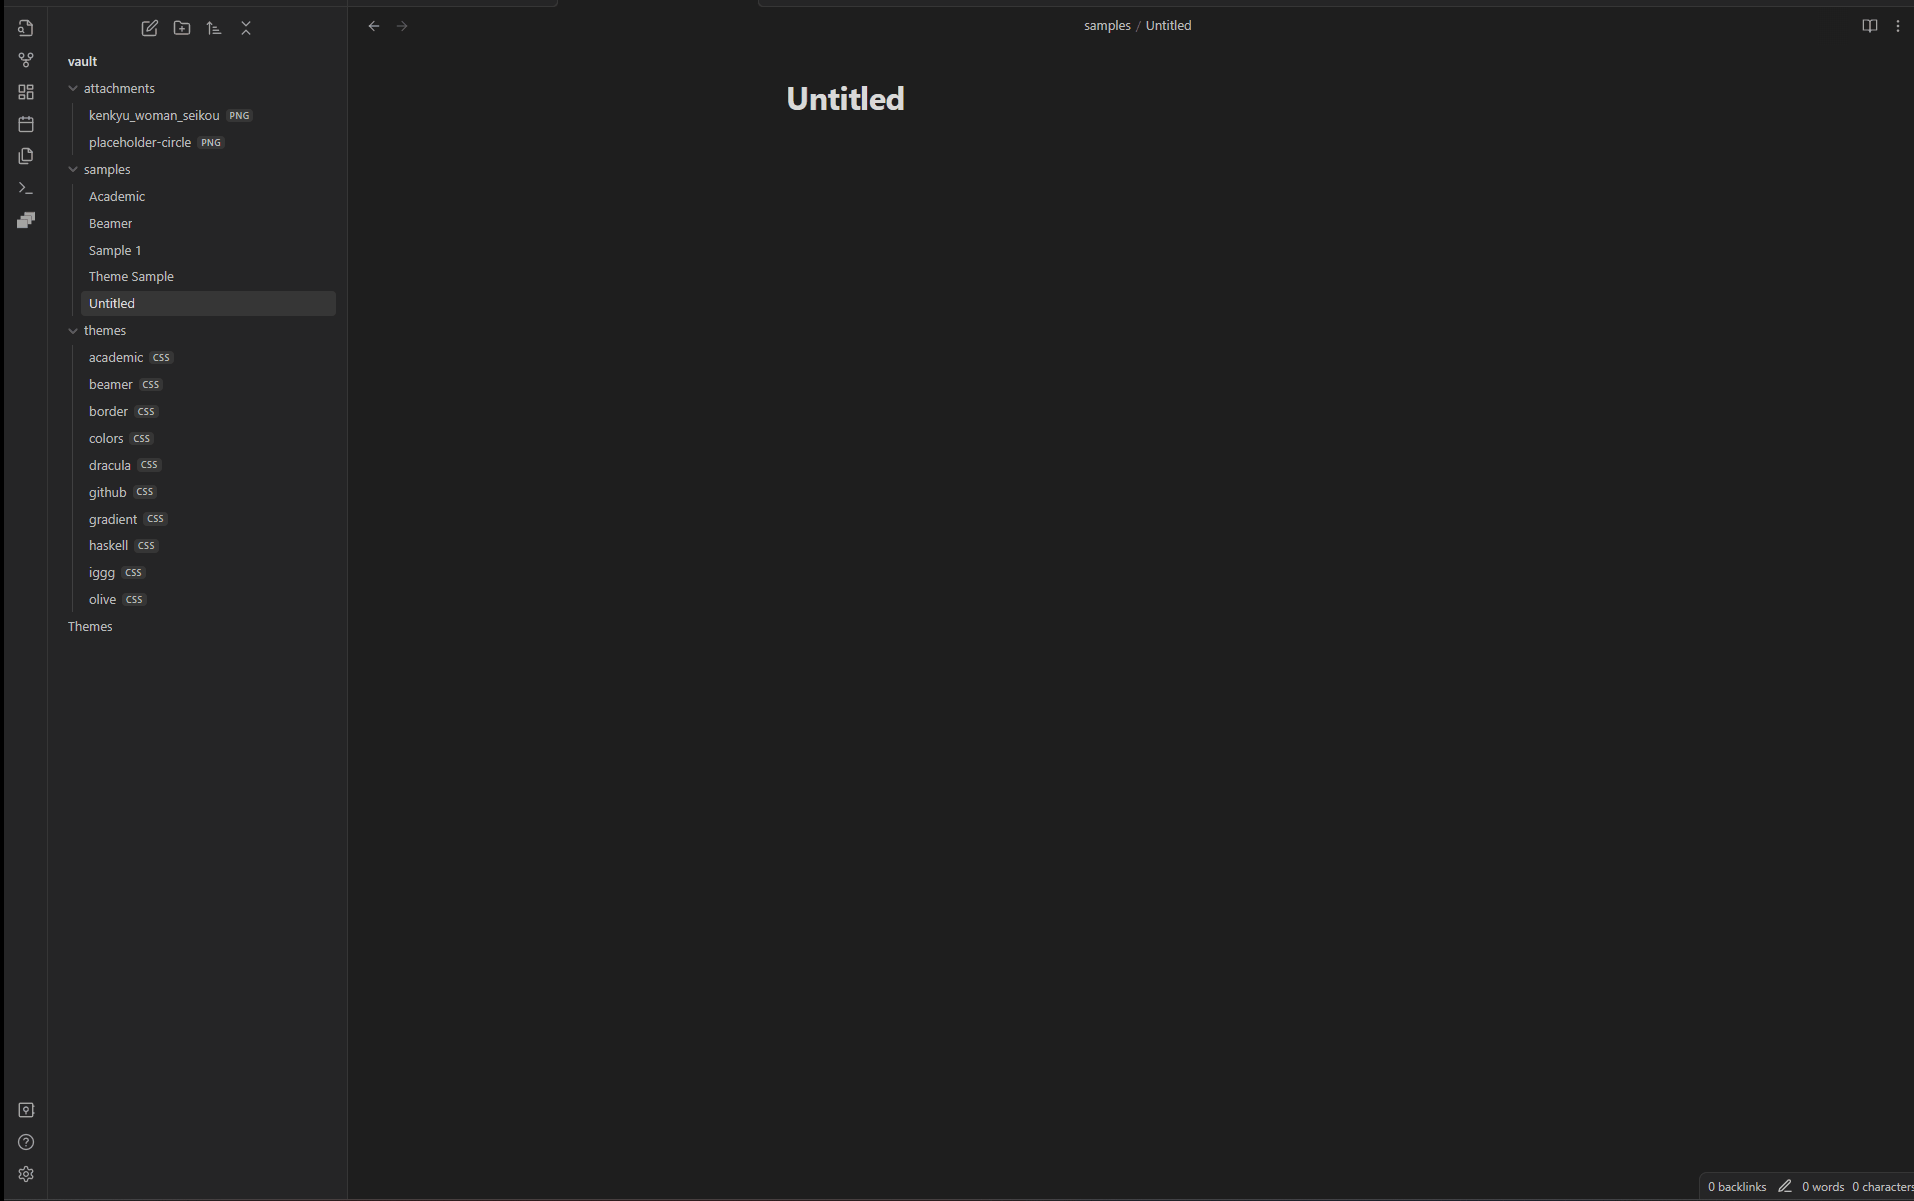 samples / Untitled
vault
attachments
kenkyu_woman_seikou PNG
placeholder-circle PNG
samples
Academic
Beamer
Sample 1
Theme Sample
Untitled
themes
academic CSS
beamer CSS
border CSS
colors CSS
dracula CSS
github CSS
gradient CSS
haskell CSS
iggg CSS
olive CSS
Themes
Untitled
0 backlinks 0 words 0 characters